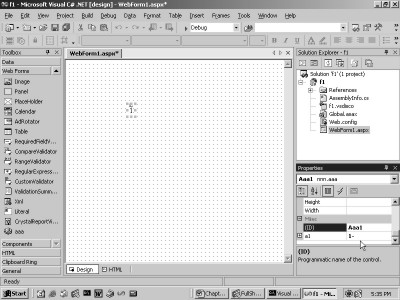 f1 - Microsoft Visual C# .NET [design] - WebForm1.aspx*
File Edit View Project Build Debug Data Format Table Insert Frames Tools Window Help
Debug
Toolbox
Data
Web Forms
Image
Panel
PlaceHolder
Calendar
AdRotator
Table
RequiredFieldV...
CompareValidator
RangeValidator
RegularExpress...
CustomValidator
ValidationSumm...
Xml
Literal
CrystalReportVi...
aaa
Components
HTML
Clipboard Ring
General
WebForm1.aspx*
1
Design
HTML
Solution Explorer - f1
Solution 'f1' (1 project)
f1
References
AssemblyInfo.cs
f1.vsdisco
Global.asax
Web.config
WebForm1.aspx
Properties
Aaa1 nnn.aaa
Height
Width
Misc
(ID) Aaa1
a1 1-
(ID)
Programmatic name of the control.
Ready
Start
Chapt...
FullSh...
Visual ...
f1 - Mi...
5:35 PM